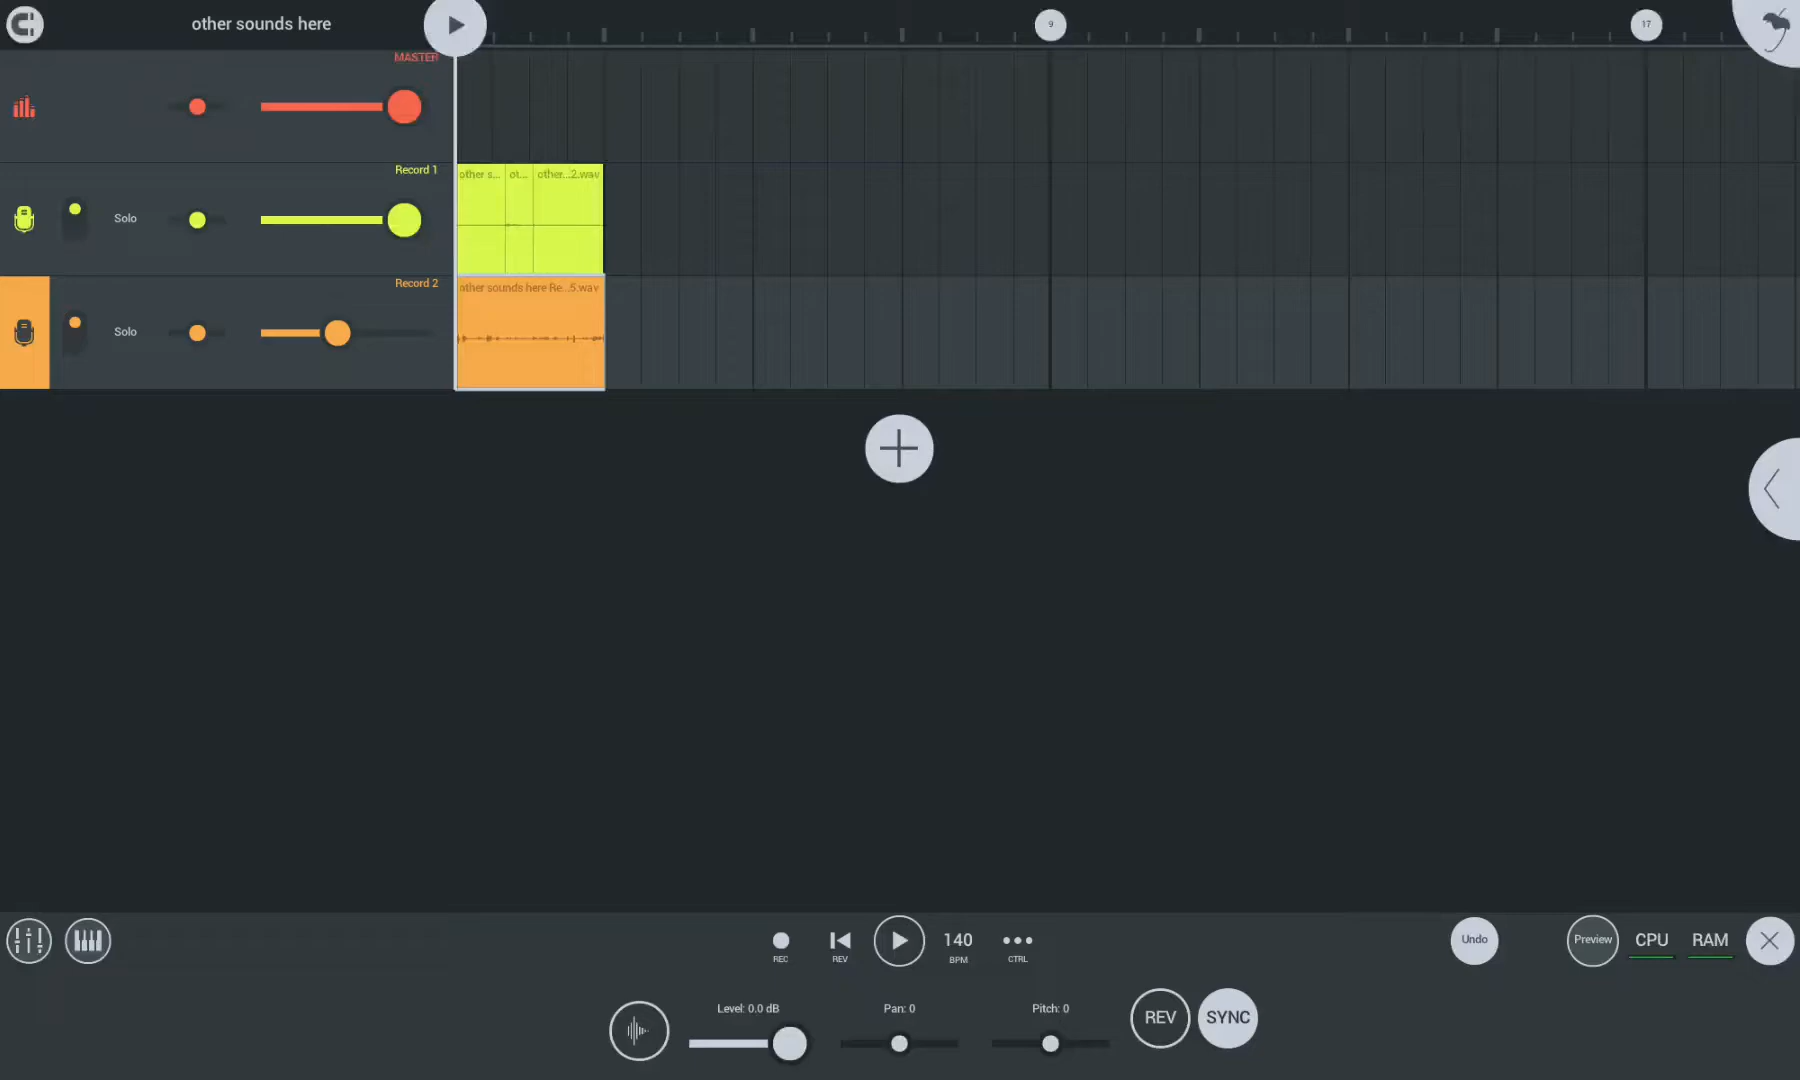 other sounds here
9
17
MASTER
Record 1
Solo
other s...
ot...
other...2.wav
Record 2
Solo
other sounds here Re...5.wav
REC
REV
140
BPM
CTRL
Undo
Preview
CPU
RAM
Level: 0.0 dB
Pan: 0
Pitch: 0
REV
SYNC